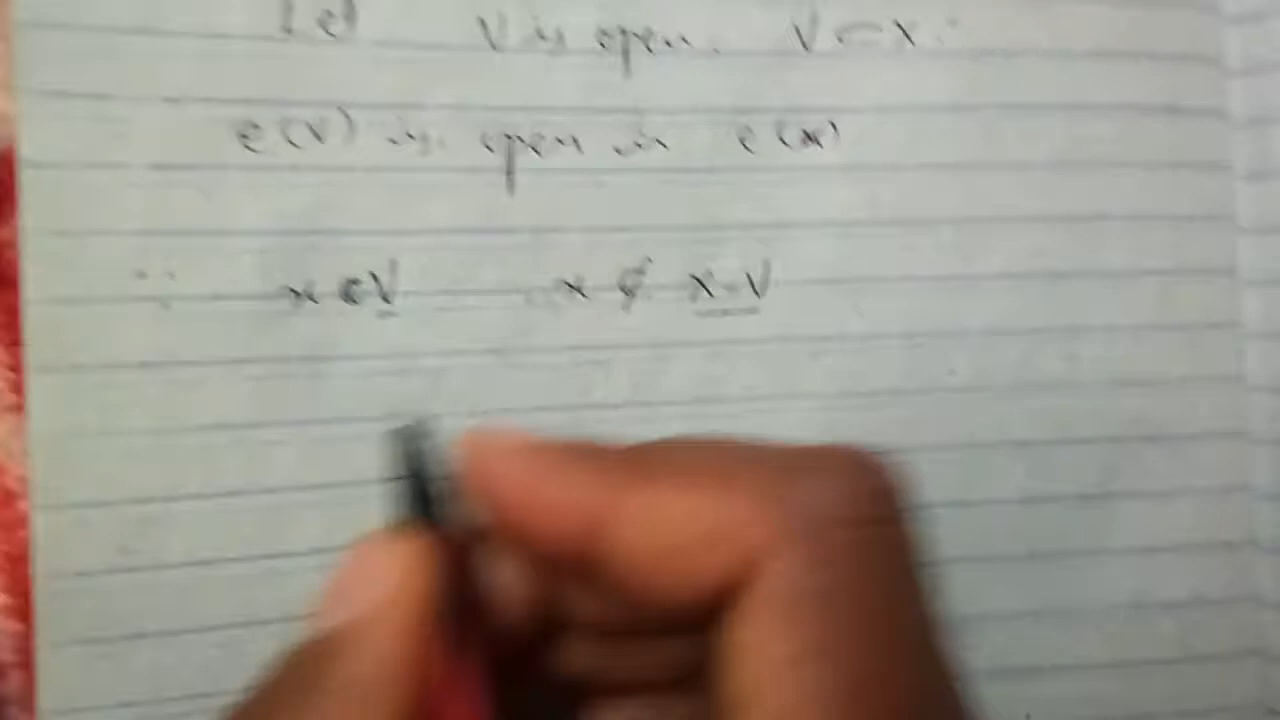 Let V is open. V ⊂ X.
e(V) is open in e(X)
∵ x ∈ V x ∉ X-V